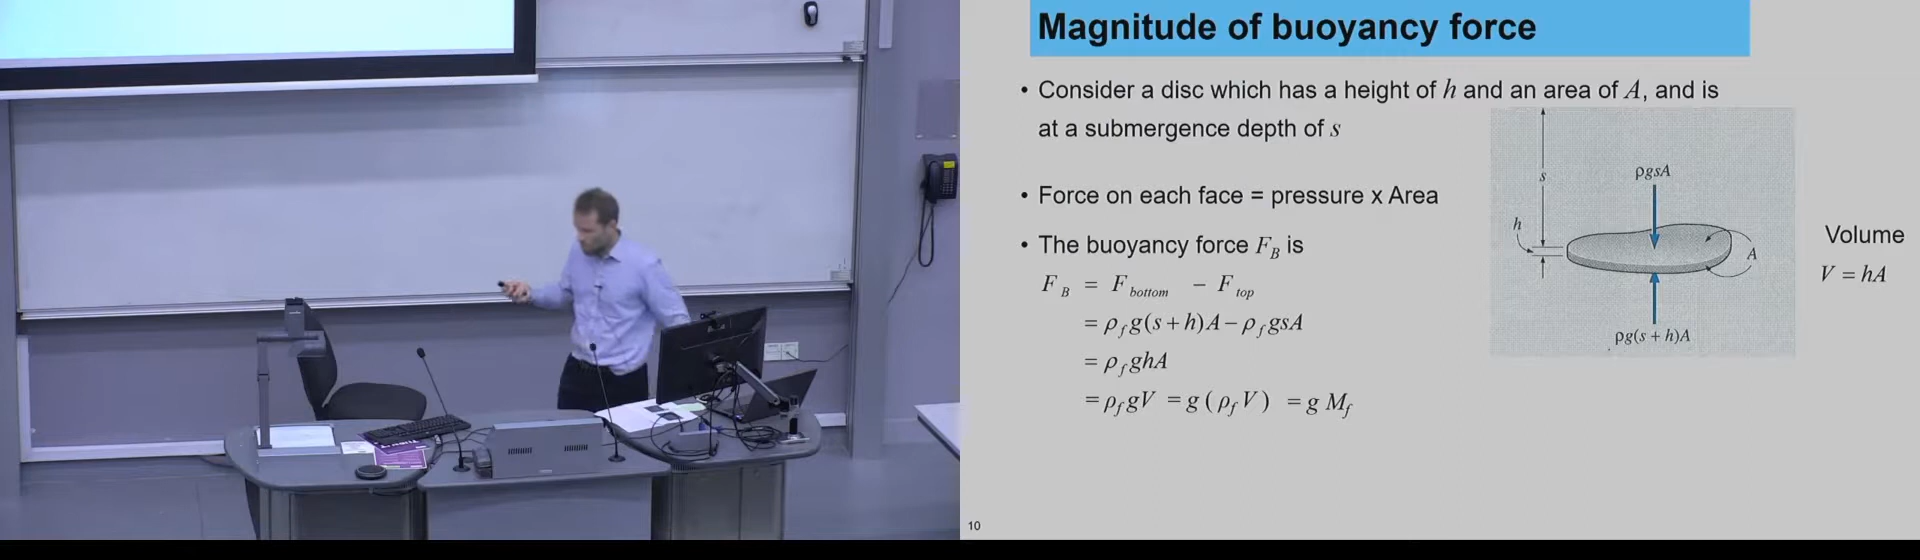 Magnitude of buoyancy force
• Consider a disc which has a height of h and an area of A, and is
at a submergence depth of s
• Force on each face = pressure x Area
• The buoyancy force F_B is
F_B = F_bottom − F_top
= ρ_f g(s + h)A − ρ_f gsA
= ρ_f ghA
= ρ_f gV = g (ρ_f V) = g M_f
s
ρgsA
h
A
ρg(s + h)A
Volume
V = hA
10